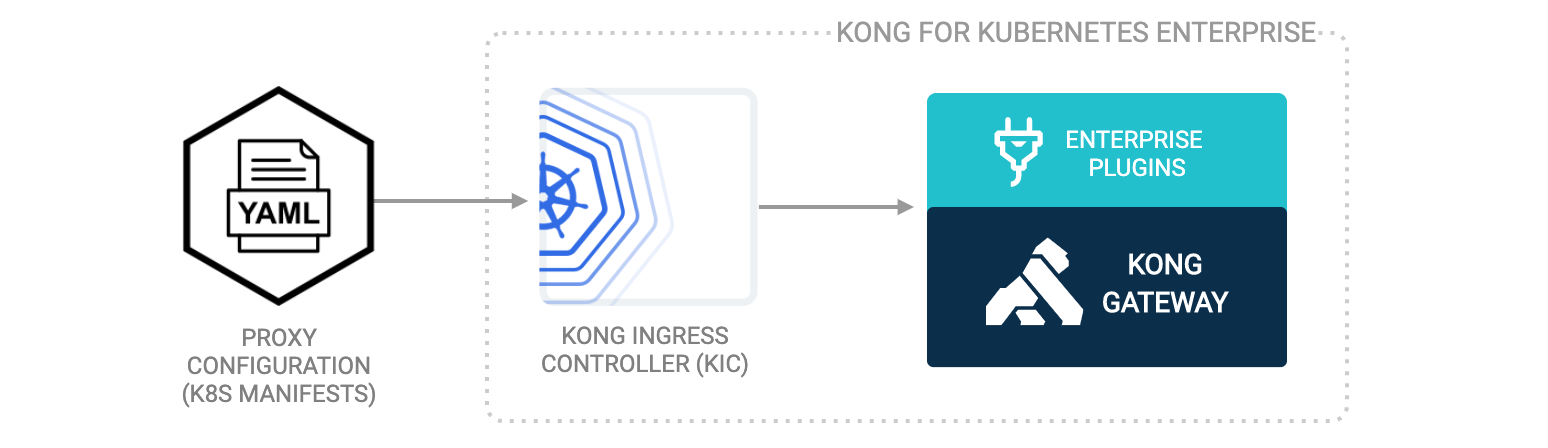 KONG FOR KUBERNETES ENTERPRISE
YAML
PROXY
CONFIGURATION
(K8S MANIFESTS)
KONG INGRESS
CONTROLLER (KIC)
ENTERPRISE
PLUGINS
KONG
GATEWAY